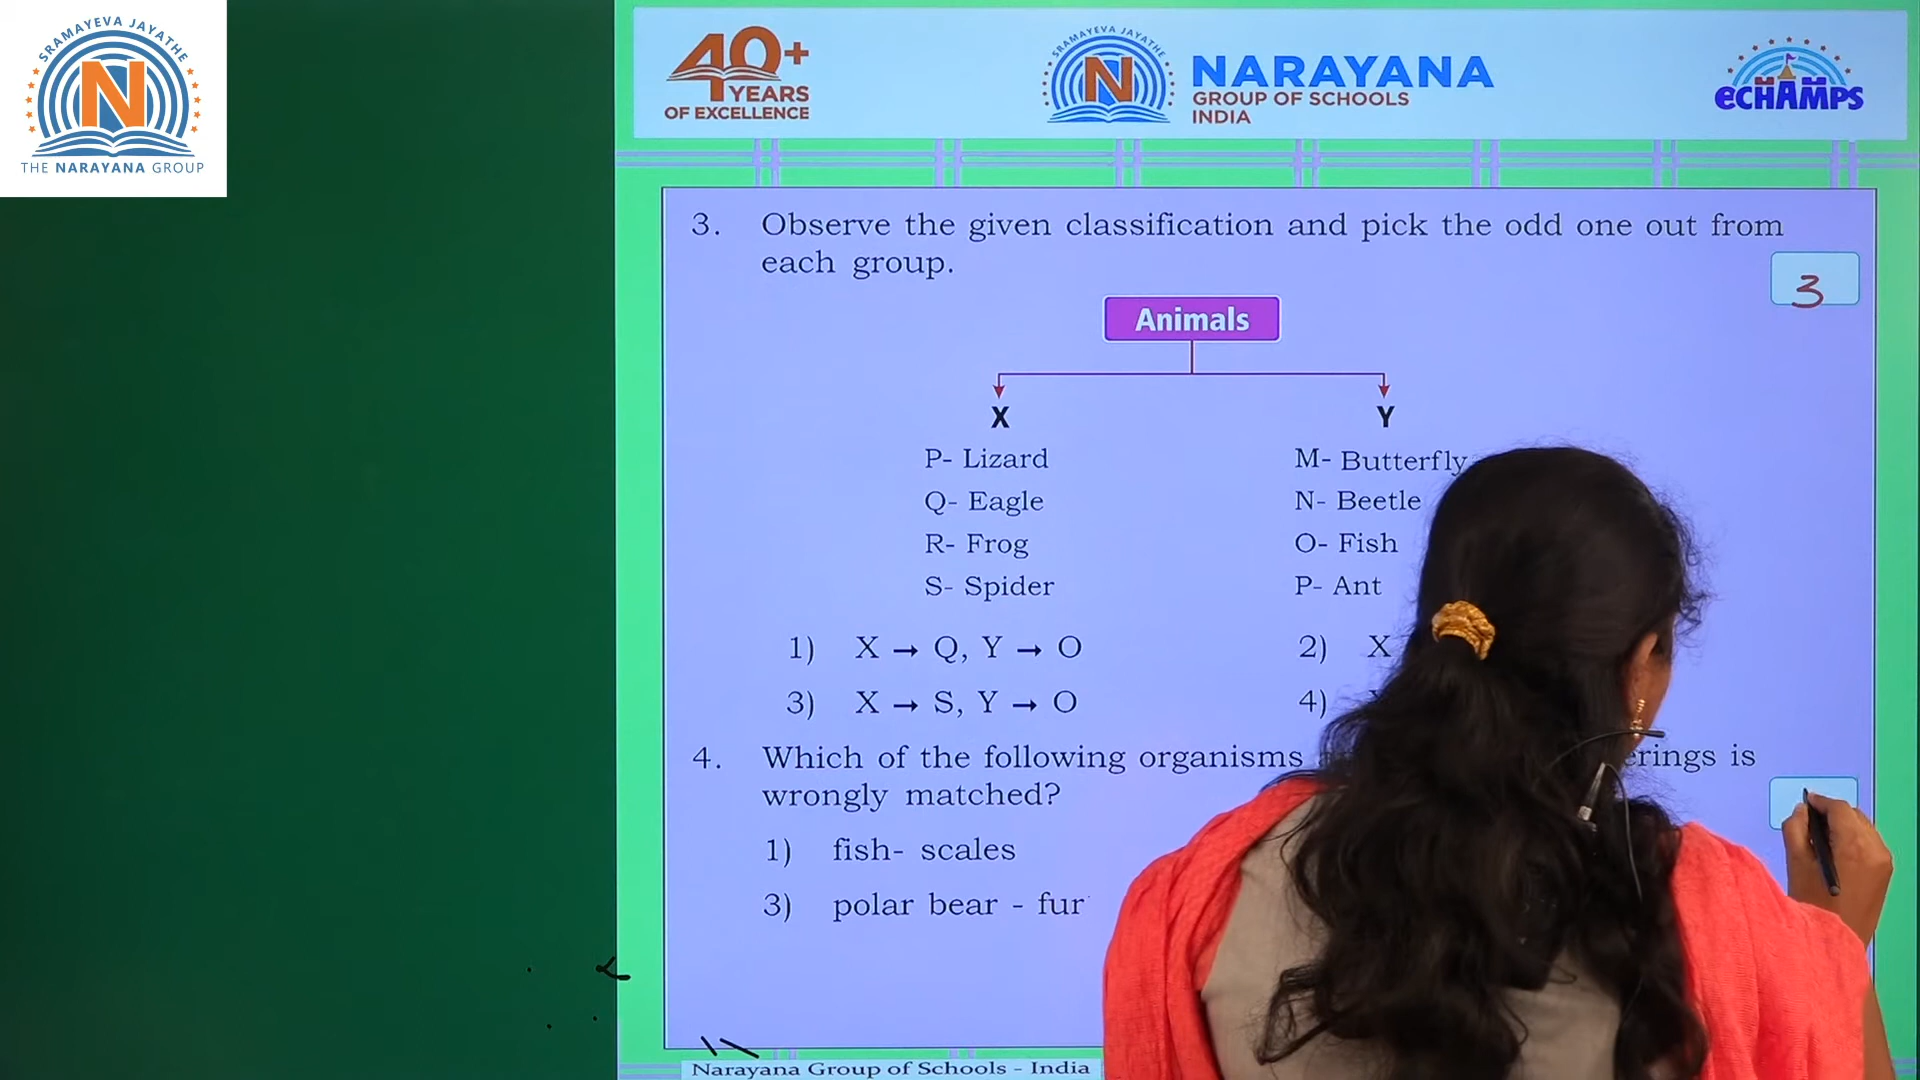 SRAMAYEVA JAYATHE
N
THE NARAYANA GROUP
40+
YEARS
OF EXCELLENCE
SRAMAYEVA JAYATHE
N
NARAYANA
GROUP OF SCHOOLS
INDIA
eCHAMPS
3. Observe the given classification and pick the odd one out from
each group.
3
Animals
X Y
P- Lizard M- Butterfly
Q- Eagle N- Beetle
R- Frog O- Fish
S- Spider P- Ant
1) X → Q, Y → O 2) X
3) X → S, Y → O 4)
4. Which of the following organisms is
wrongly matched?
1) fish- scales
3) polar bear - fur
Narayana Group of Schools - India